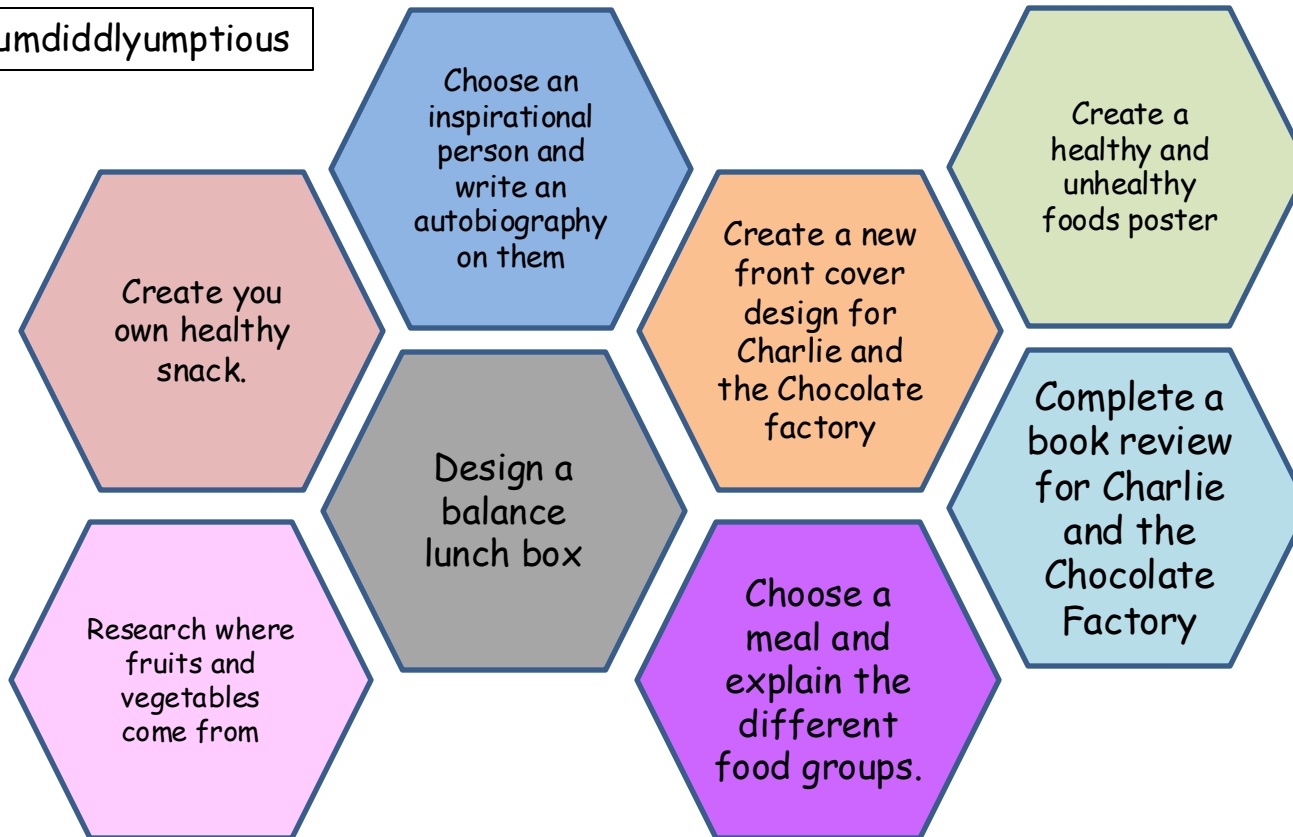 umdiddlyumptious
Choose an
inspirational
person and
write an
autobiography
on them
Create a
healthy and
unhealthy
foods poster
Create you
own healthy
snack.
Create a new
front cover
design for
Charlie and
the Chocolate
factory
Design a
balance
lunch box
Complete a
book review
for Charlie
and the
Chocolate
Factory
Research where
fruits and
vegetables
come from
Choose a
meal and
explain the
different
food groups.